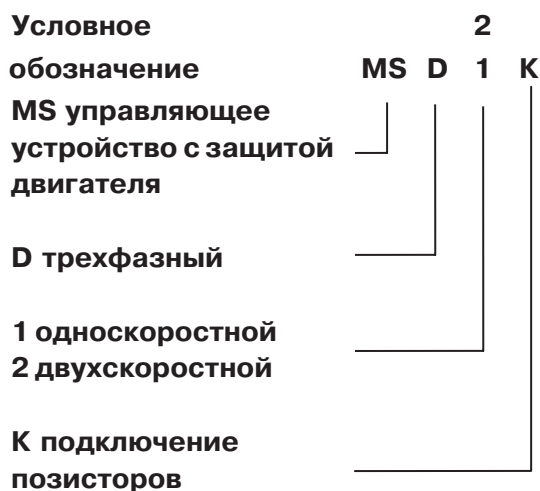 Условное 2
обозначение MS D 1 K
MS управляющее
устройство с защитой
двигателя
D трехфазный
1 односкоростной
2 двухскоростной
К подключение
позисторов